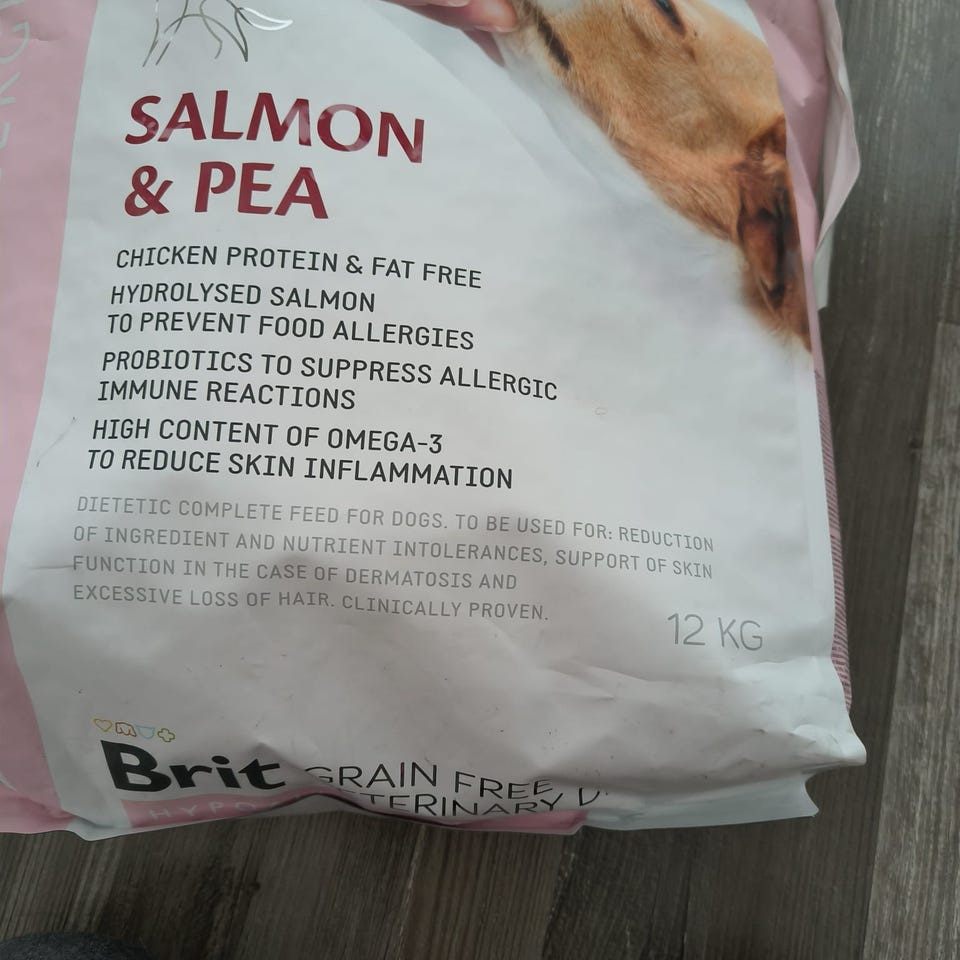 SALMON
& PEA
CHICKEN PROTEIN & FAT FREE
HYDROLYSED SALMON
TO PREVENT FOOD ALLERGIES
PROBIOTICS TO SUPPRESS ALLERGIC
IMMUNE REACTIONS
HIGH CONTENT OF OMEGA-3
TO REDUCE SKIN INFLAMMATION
DIETETIC COMPLETE FEED FOR DOGS. TO BE USED FOR: REDUCTION
OF INGREDIENT AND NUTRIENT INTOLERANCES, SUPPORT OF SKIN
FUNCTION IN THE CASE OF DERMATOSIS AND
EXCESSIVE LOSS OF HAIR. CLINICALLY PROVEN.
12 KG
Brit GRAIN FREE